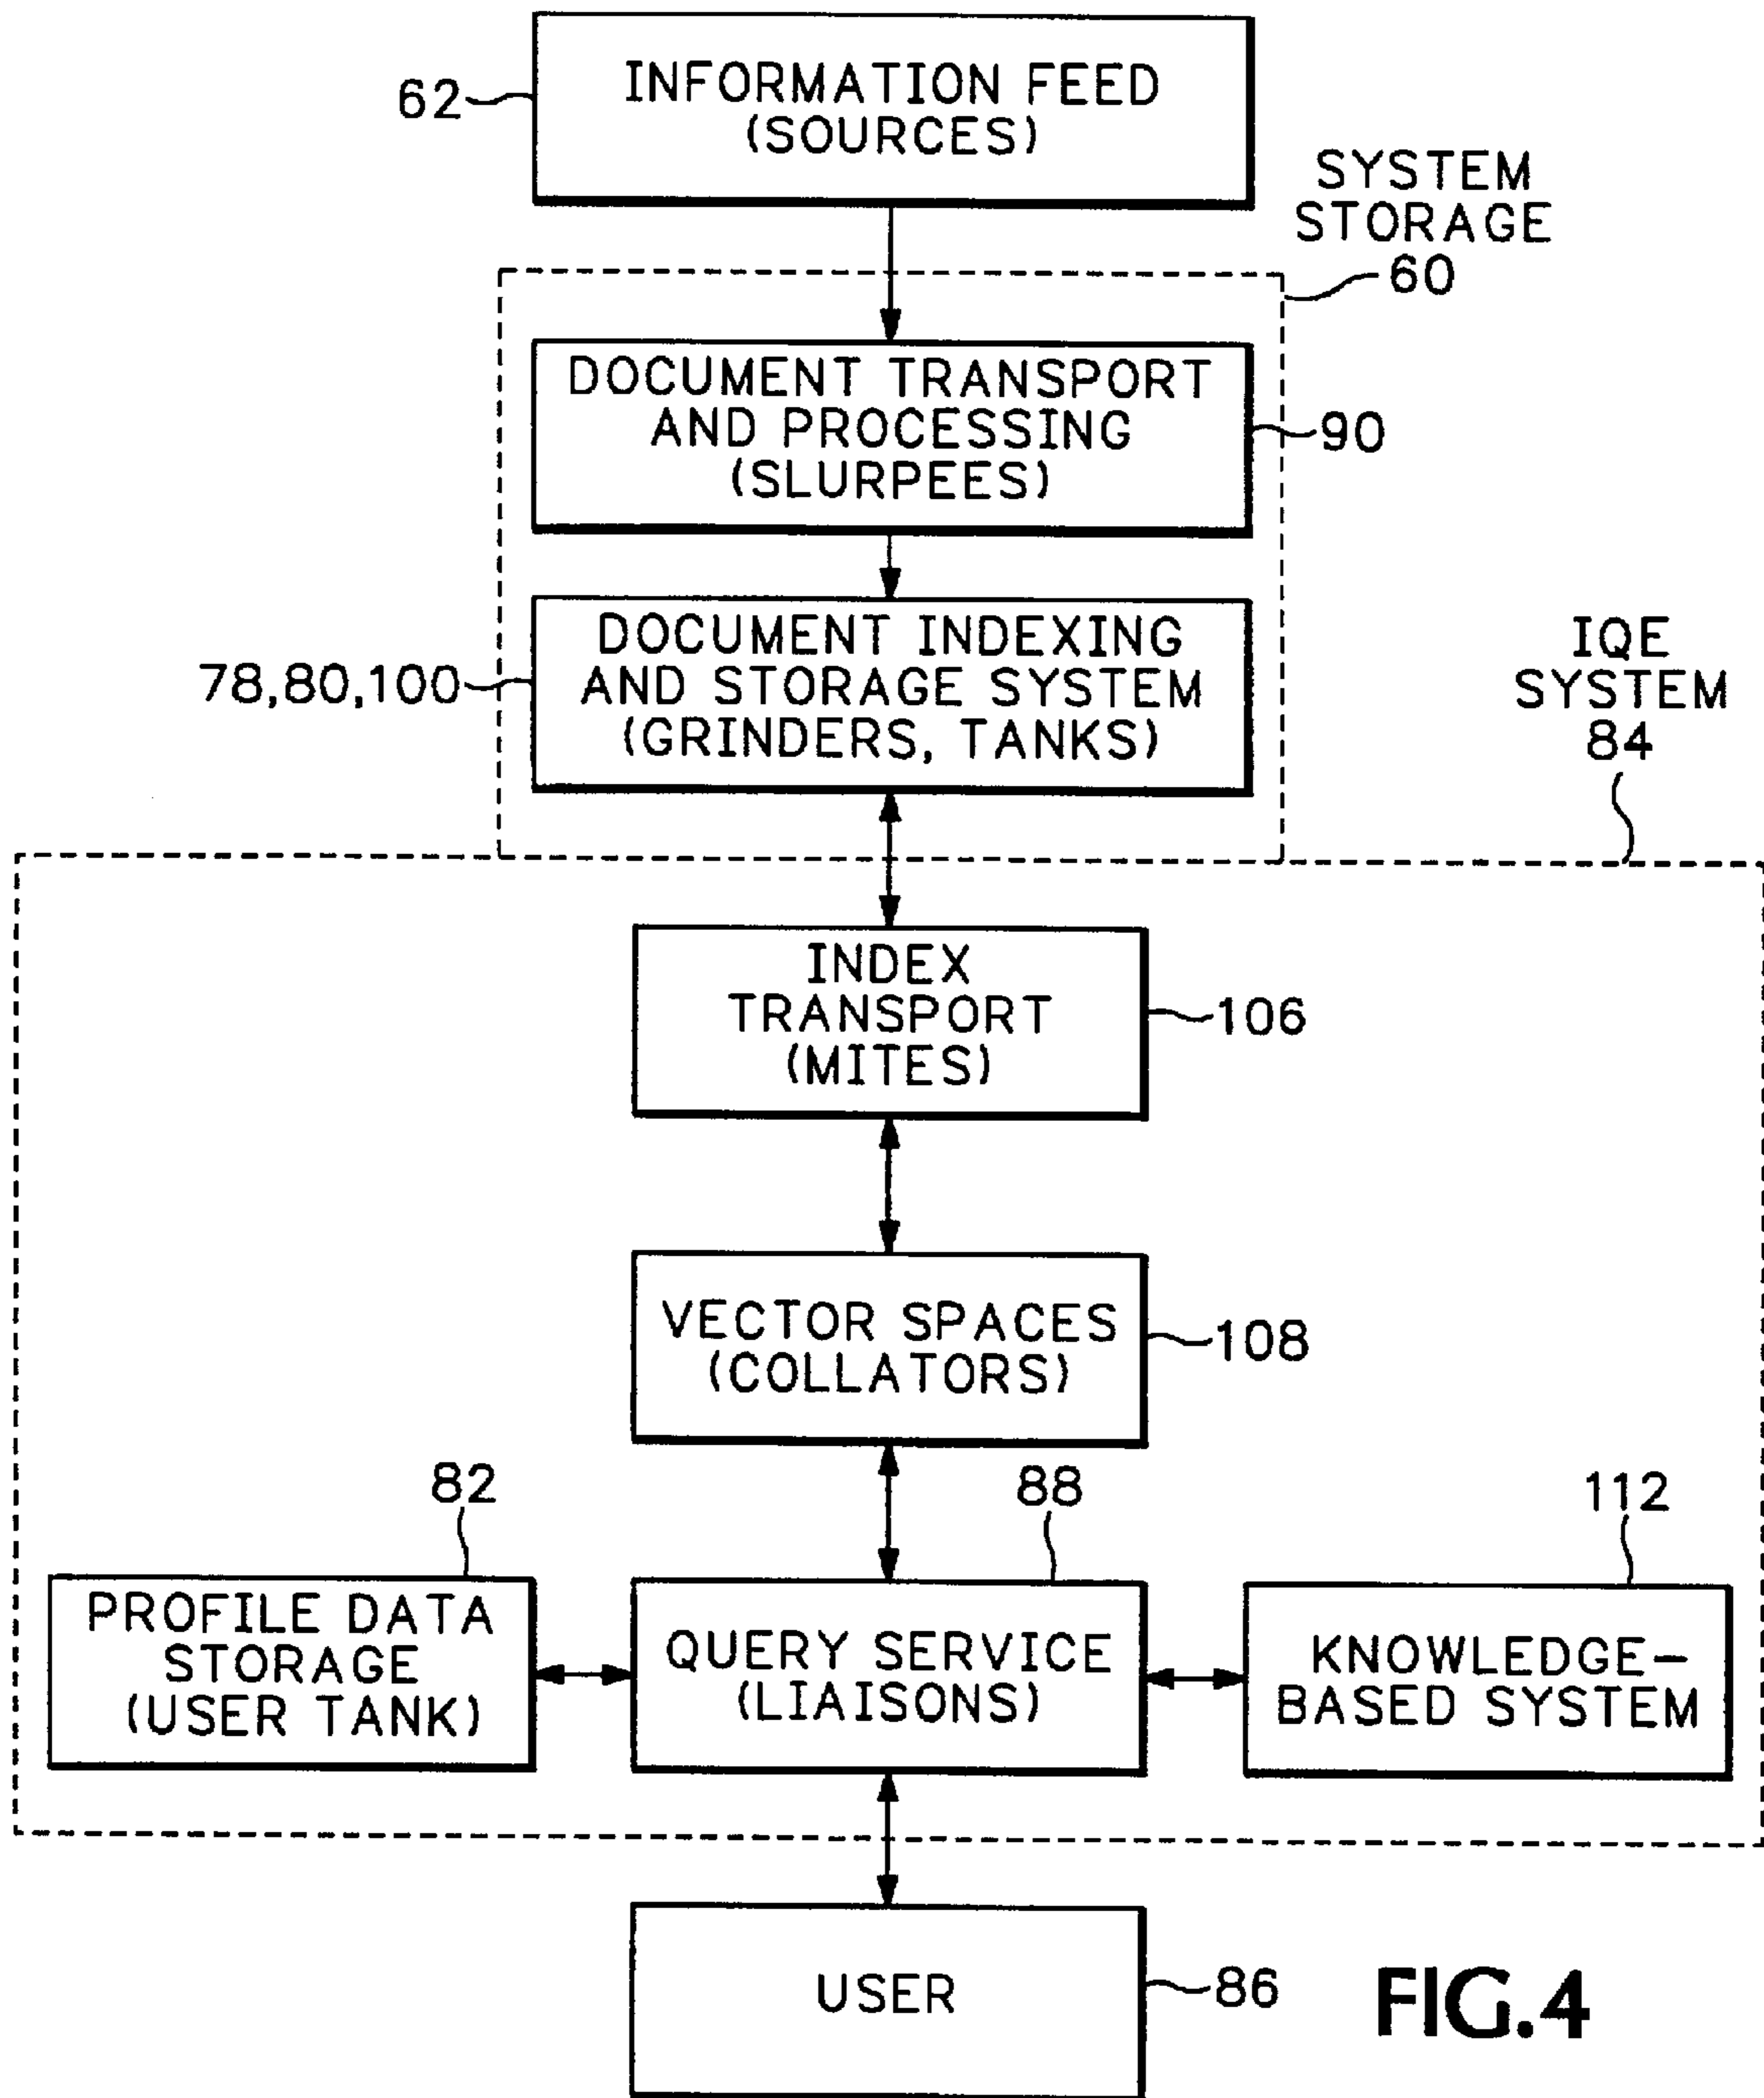 INFORMATION FEED
(SOURCES)
62
SYSTEM
STORAGE
60
DOCUMENT TRANSPORT
AND PROCESSING
(SLURPEES)
90
DOCUMENT INDEXING
AND STORAGE SYSTEM
(GRINDERS, TANKS)
78,80,100
IQE
SYSTEM
84
INDEX
TRANSPORT
(MITES)
106
VECTOR SPACES
(COLLATORS)
108
82
88
112
PROFILE DATA
STORAGE
(USER TANK)
QUERY SERVICE
(LIAISONS)
KNOWLEDGE-
BASED SYSTEM
USER
86
FIG.4